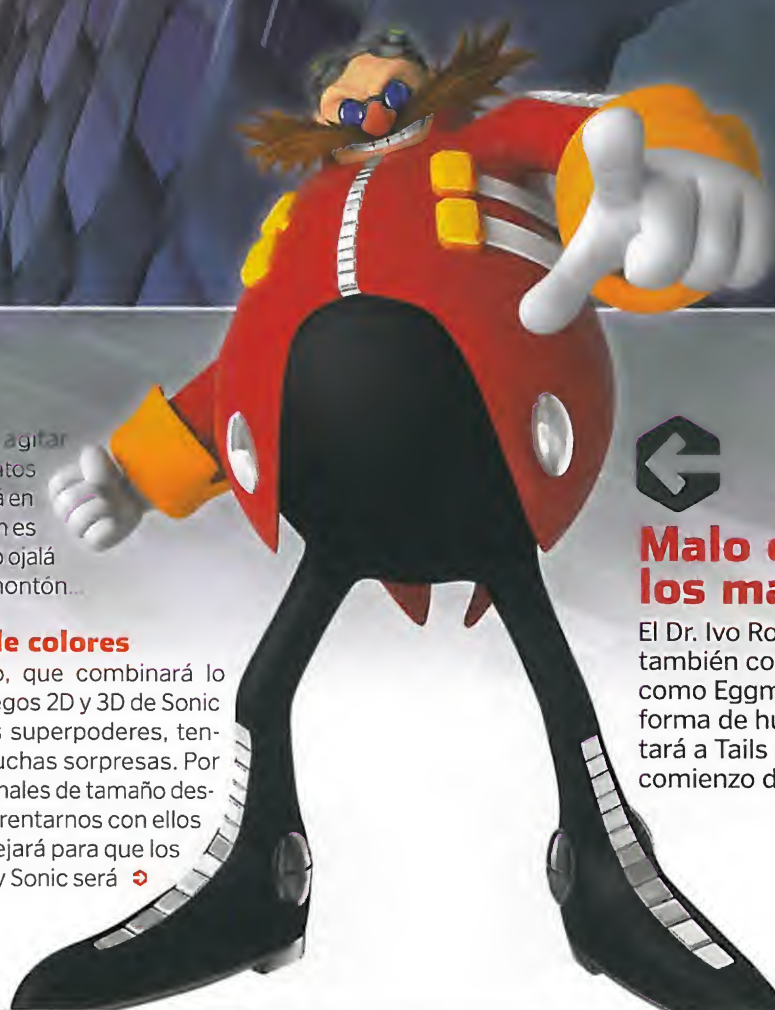 agitar
tos
á en
n es
ojalá
montón...
de colores
o, que combinará lo
egos 2D y 3D de Sonic
s superpoderes, ten-
uchas sorpresas. Por
nales de tamaño des-
rentarnos con ellos
ejará para que los
y Sonic será
Malo
los ma
El Dr. Ivo Ro
también co
como Eggm
forma de hu
tará a Tails
comienzo d